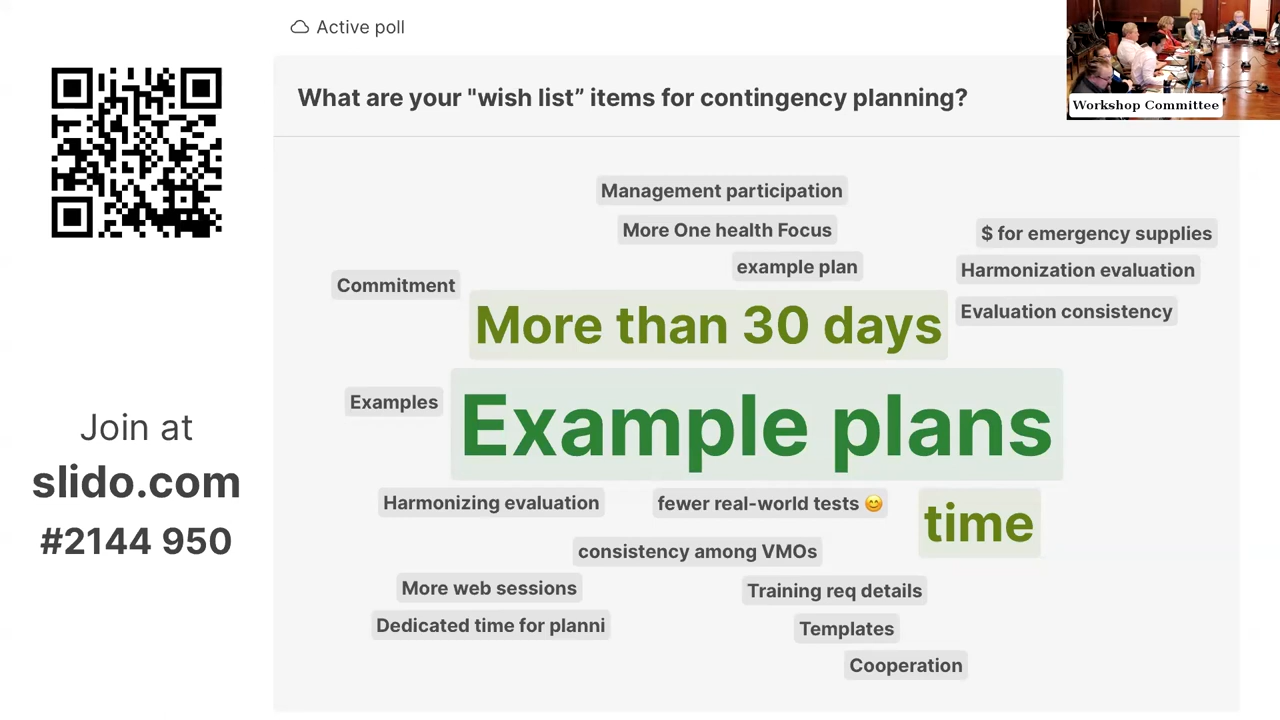 Active poll
What are your "wish list” items for contingency planning?
Workshop Committee
Management participation
More One health Focus
$ for emergency supplies
example plan
Harmonization evaluation
Commitment
More than 30 days
Evaluation consistency
Examples
Example plans
Harmonizing evaluation
fewer real-world tests 😊
time
consistency among VMOs
More web sessions
Training req details
Dedicated time for planni
Templates
Cooperation
Join at
slido.com
#2144 950